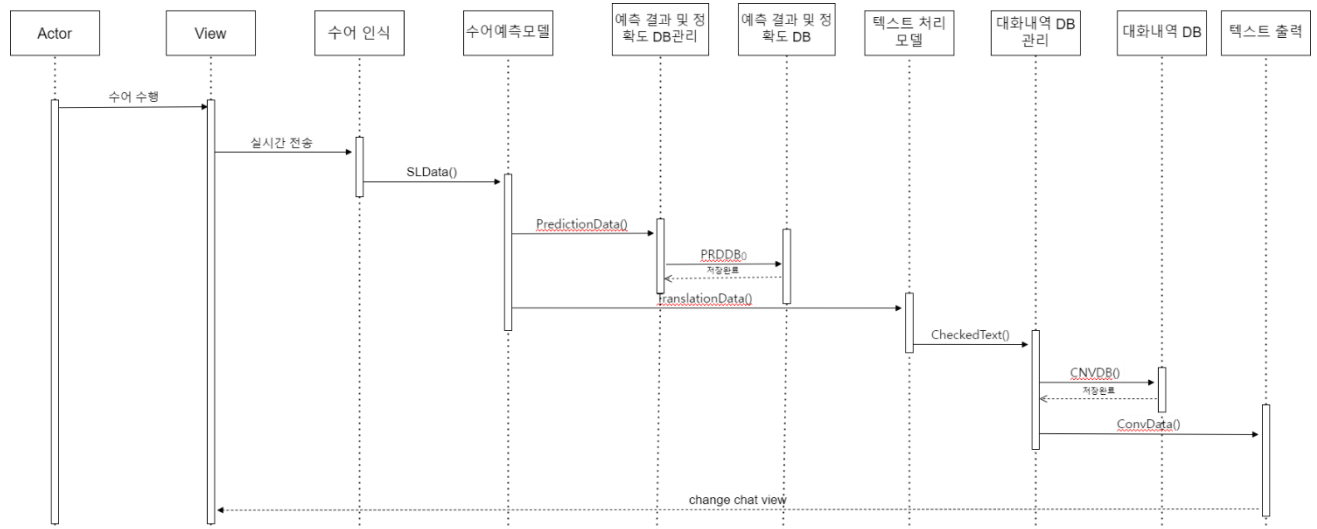 Actor
View
수어 인식
수어예측모델
예측 결과 및 정
확도 DB관리
예측 결과 및 정
확도 DB
텍스트 처리
모델
대화내역 DB
관리
대화내역 DB
텍스트 출력
수어 수행
실시간 전송
SLData()
PredictionData()
PRDDB()
저장완료
TranslationData()
CheckedText()
CNVDB()
저장완료
ConvData()
change chat view